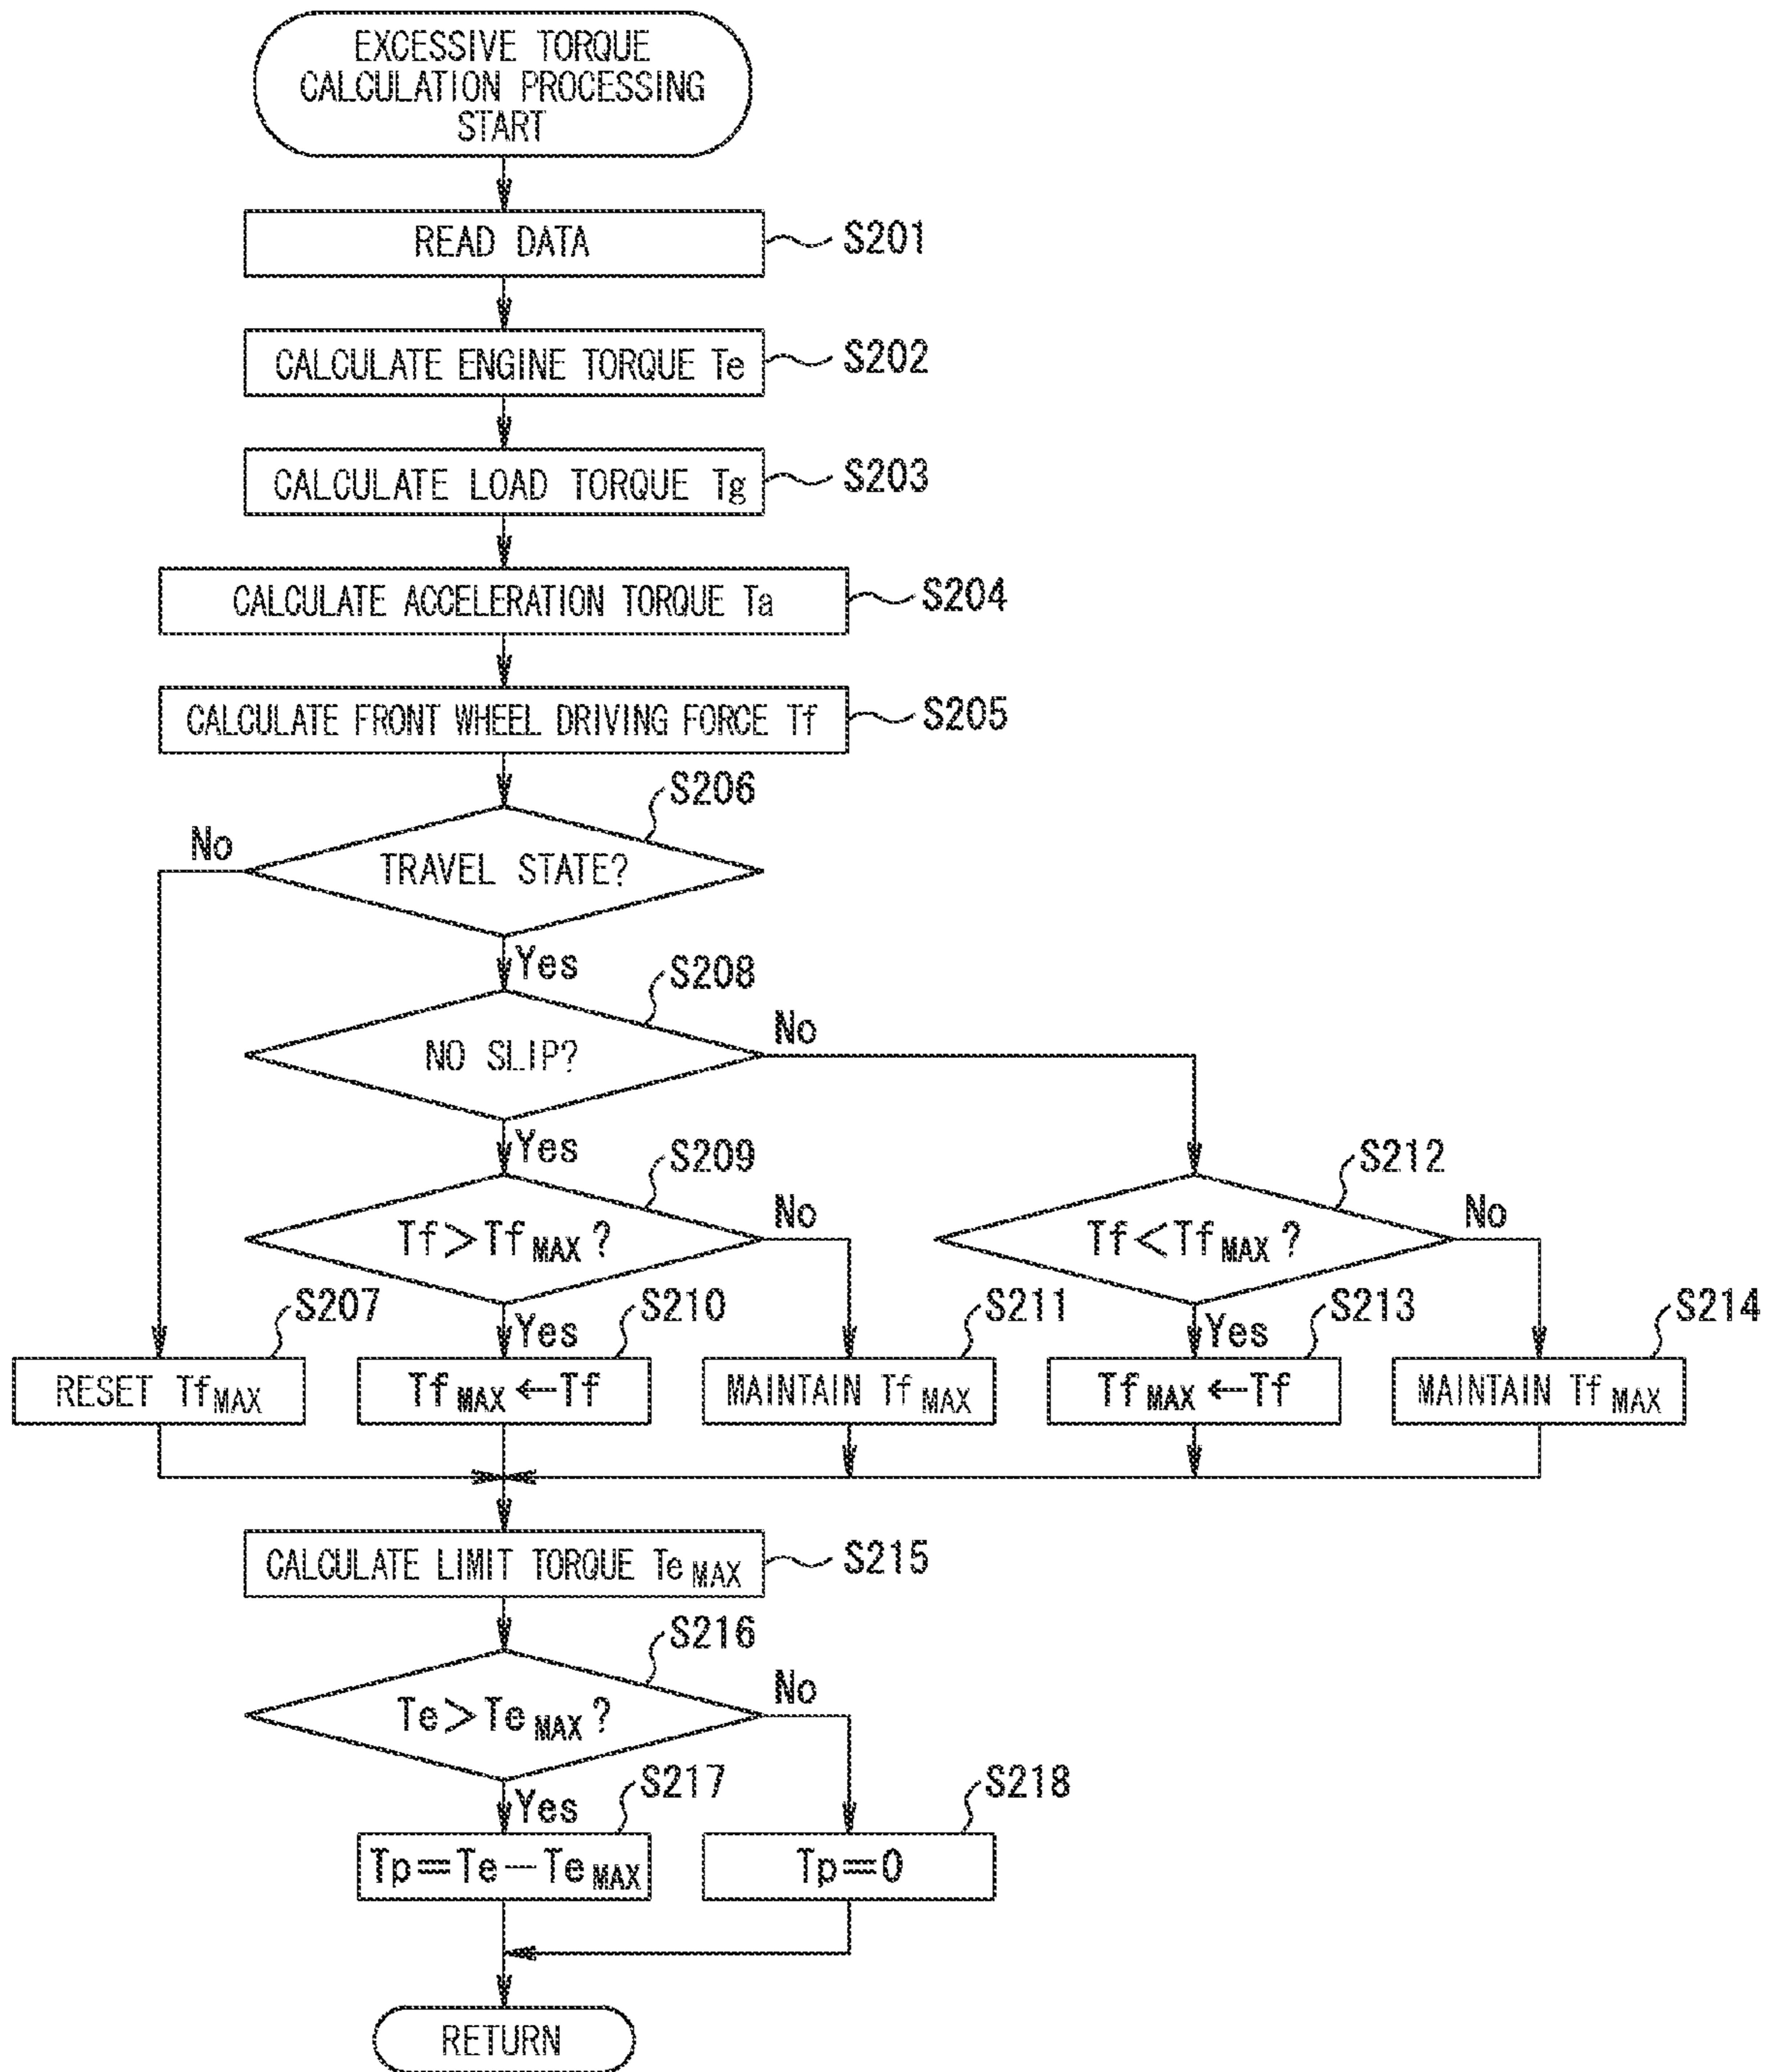 EXCESSIVE TORQUE
CALCULATION PROCESSING
START
READ DATA
S201
CALCULATE ENGINE TORQUE Te
S202
CALCULATE LOAD TORQUE Tg
S203
CALCULATE ACCELERATION TORQUE Ta
S204
CALCULATE FRONT WHEEL DRIVING FORCE Tf
S205
S206
No
TRAVEL STATE?
Yes
S208
No
NO SLIP?
Yes
S209
S212
Tf>TfMAX?
No
Tf<TfMAX?
No
S207
S210
S211
S213
S214
Yes
Yes
RESET TfMAX
TfMAX←Tf
MAINTAIN TfMAX
TfMAX←Tf
MAINTAIN TfMAX
CALCULATE LIMIT TORQUE TeMAX
S215
S216
No
Te>TeMAX?
S217
S218
Yes
Tp=Te-TeMAX
Tp=0
RETURN